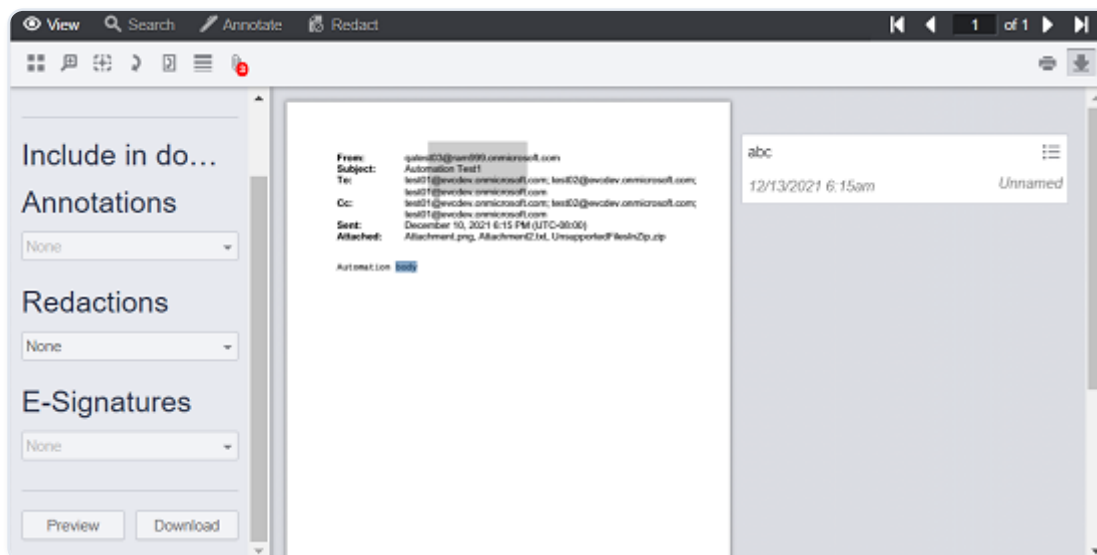 View Search Annotate Redact 1 of 1
3
Include in do...
Annotations
None
Redactions
None
E-Signatures
None
Preview Download
From: qatest03@nam999.onmicrosoft.com
Subject: Automation Test1
To: test01@evcdev.onmicrosoft.com; test02@evcdev.onmicrosoft.com;
test01@evcdev.onmicrosoft.com
Cc: test01@evcdev.onmicrosoft.com; test02@evcdev.onmicrosoft.com;
test01@evcdev.onmicrosoft.com
Sent: December 10, 2021 6:15 PM (UTC-08:00)
Attached: Attachment.png, Attachment2.txt, UnsupportedFilesInZip.zip
Automation body
abc
12/13/2021 6:15am Unnamed